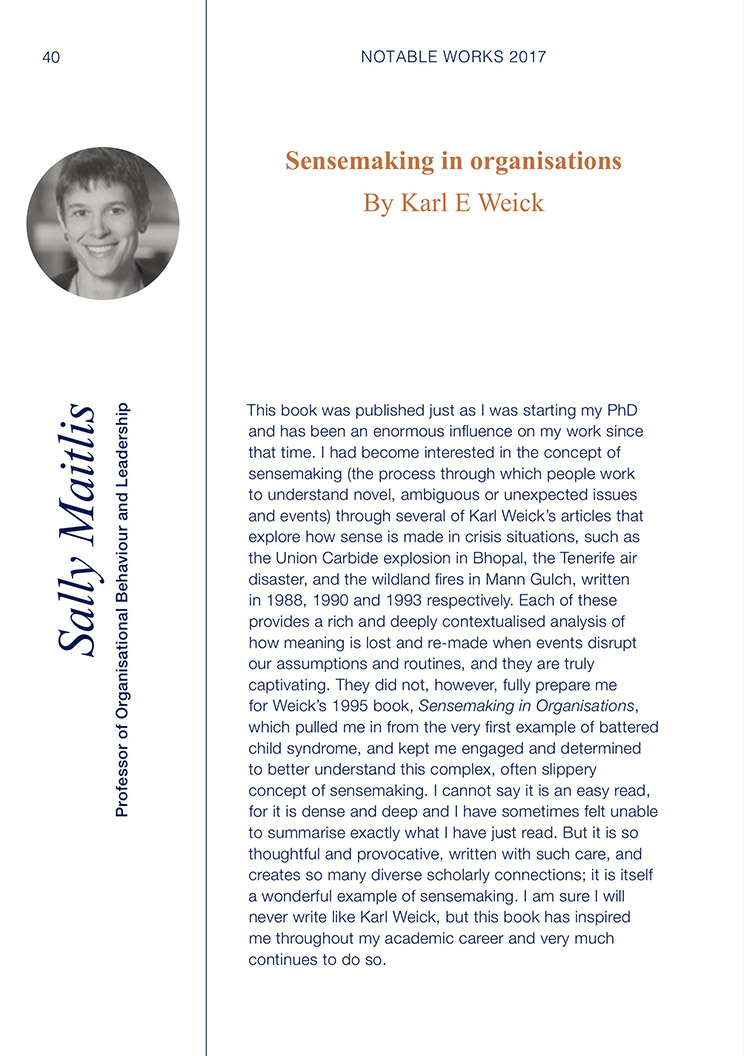 40
NOTABLE WORKS 2017
Sensemaking in organisations
By Karl E Weick
Sally Maitlis
Professor of Organisational Behaviour and Leadership
This book was published just as I was starting my PhD
and has been an enormous influence on my work since
that time. I had become interested in the concept of
sensemaking (the process through which people work
to understand novel, ambiguous or unexpected issues
and events) through several of Karl Weick’s articles that
explore how sense is made in crisis situations, such as
the Union Carbide explosion in Bhopal, the Tenerife air
disaster, and the wildland fires in Mann Gulch, written
in 1988, 1990 and 1993 respectively. Each of these
provides a rich and deeply contextualised analysis of
how meaning is lost and re-made when events disrupt
our assumptions and routines, and they are truly
captivating. They did not, however, fully prepare me
for Weick’s 1995 book, Sensemaking in Organisations,
which pulled me in from the very first example of battered
child syndrome, and kept me engaged and determined
to better understand this complex, often slippery
concept of sensemaking. I cannot say it is an easy read,
for it is dense and deep and I have sometimes felt unable
to summarise exactly what I have just read. But it is so
thoughtful and provocative, written with such care, and
creates so many diverse scholarly connections; it is itself
a wonderful example of sensemaking. I am sure I will
never write like Karl Weick, but this book has inspired
me throughout my academic career and very much
continues to do so.